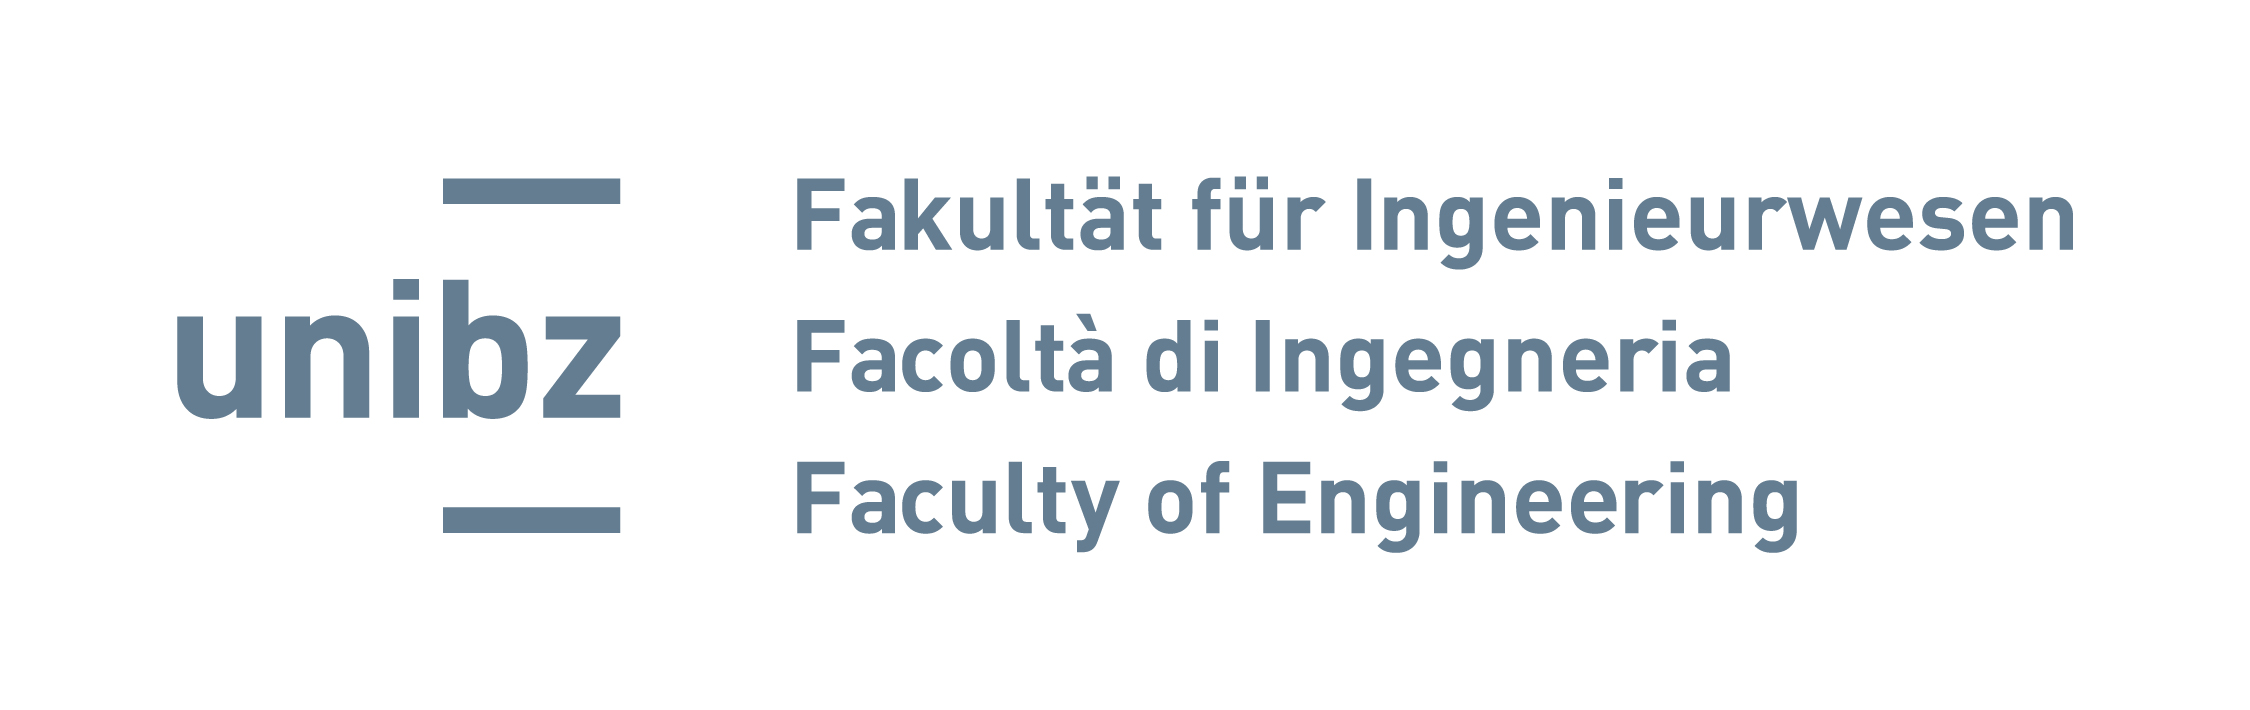 unibz
Fakultät für Ingenieurwesen
Facoltà di Ingegneria
Faculty of Engineering